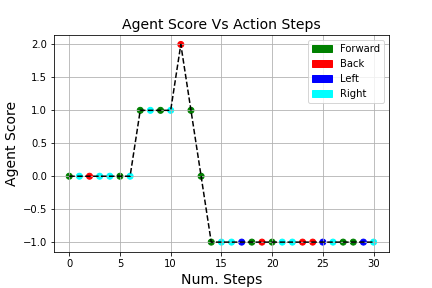 Agent Score Vs Action Steps
Agent Score
2.0
1.5
1.0
0.5
0.0
−0.5
−1.0
Forward
Back
Left
Right
0 5 10 15 20 25 30
Num. Steps